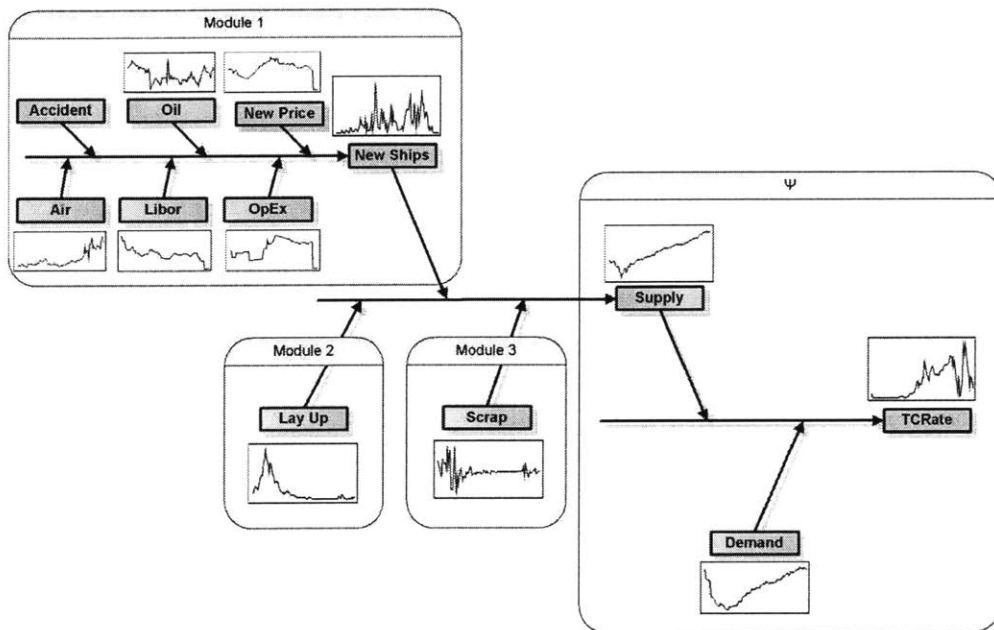 Module 1
Accident
Oil
New Price
New Ships
Air
Libor
OpEx
Ψ
Supply
Module 2
Module 3
Lay Up
Scrap
TCRate
Demand